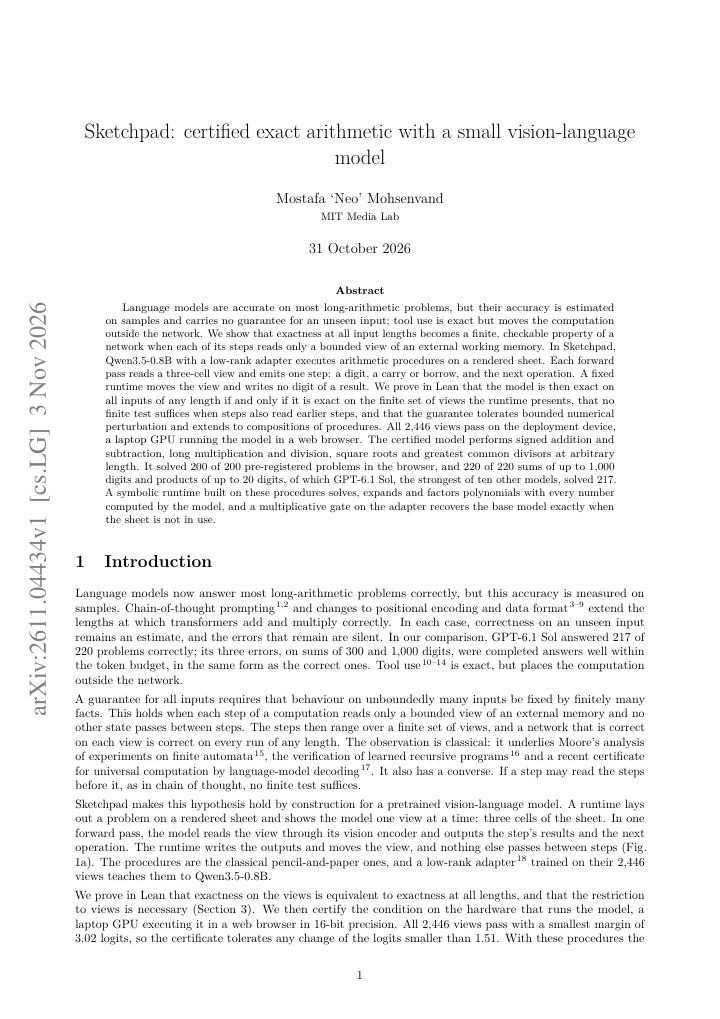 Sketchpad: certified exact arithmetic with a small vision-language
model
Mostafa ‘Neo’ Mohsenvand
MIT Media Lab
31 October 2026
Abstract
Language models are accurate on most long-arithmetic problems, but their accuracy is estimated
on samples and carries no guarantee for an unseen input; tool use is exact but moves the computation
outside the network. We show that exactness at all input lengths becomes a finite, checkable property of a
network when each of its steps reads only a bounded view of an external working memory. In Sketchpad,
Qwen3.5-0.8B with a low-rank adapter executes arithmetic procedures on a rendered sheet. Each forward
pass reads a three-cell view and emits one step: a digit, a carry or borrow, and the next operation. A fixed
runtime moves the view and writes no digit of a result. We prove in Lean that the model is then exact on
all inputs of any length if and only if it is exact on the finite set of views the runtime presents, that no
finite test suffices when steps also read earlier steps, and that the guarantee tolerates bounded numerical
perturbation and extends to compositions of procedures. All 2,446 views pass on the deployment device,
a laptop GPU running the model in a web browser. The certified model performs signed addition and
subtraction, long multiplication and division, square roots and greatest common divisors at arbitrary
length. It solved 200 of 200 pre-registered problems in the browser, and 220 of 220 sums of up to 1,000
digits and products of up to 20 digits, of which GPT-6.1 Sol, the strongest of ten other models, solved 217.
A symbolic runtime built on these procedures solves, expands and factors polynomials with every number
computed by the model, and a multiplicative gate on the adapter recovers the base model exactly when
the sheet is not in use.
1 Introduction
Language models now answer most long-arithmetic problems correctly, but this accuracy is measured on
samples. Chain-of-thought prompting1,2 and changes to positional encoding and data format3–9 extend the
lengths at which transformers add and multiply correctly. In each case, correctness on an unseen input
remains an estimate, and the errors that remain are silent. In our comparison, GPT-6.1 Sol answered 217 of
220 problems correctly; its three errors, on sums of 300 and 1,000 digits, were completed answers well within
the token budget, in the same form as the correct ones. Tool use10–14 is exact, but places the computation
outside the network.
A guarantee for all inputs requires that behaviour on unboundedly many inputs be fixed by finitely many
facts. This holds when each step of a computation reads only a bounded view of an external memory and no
other state passes between steps. The steps then range over a finite set of views, and a network that is correct
on each view is correct on every run of any length. The observation is classical: it underlies Moore’s analysis
of experiments on finite automata15, the verification of learned recursive programs16 and a recent certificate
for universal computation by language-model decoding17. It also has a converse. If a step may read the steps
before it, as in chain of thought, no finite test suffices.
Sketchpad makes this hypothesis hold by construction for a pretrained vision-language model. A runtime lays
out a problem on a rendered sheet and shows the model one view at a time: three cells of the sheet. In one
forward pass, the model reads the view through its vision encoder and outputs the step’s results and the next
operation. The runtime writes the outputs and moves the view, and nothing else passes between steps (Fig.
1a). The procedures are the classical pencil-and-paper ones, and a low-rank adapter18 trained on their 2,446
views teaches them to Qwen3.5-0.8B.
We prove in Lean that exactness on the views is equivalent to exactness at all lengths, and that the restriction
to views is necessary (Section 3). We then certify the condition on the hardware that runs the model, a
laptop GPU executing it in a web browser in 16-bit precision. All 2,446 views pass with a smallest margin of
3.02 logits, so the certificate tolerates any change of the logits smaller than 1.51. With these procedures the
1
arXiv:2611.04434v1 [cs.LG] 3 Nov 2026